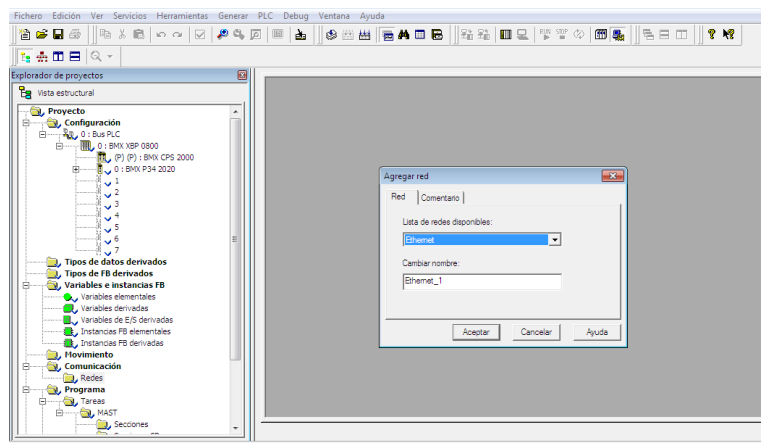 Fichero Edición Ver Servicios Herramientas Generar PLC Debug Ventana Ayuda
RUN STOP
Explorador de proyectos
Vista estructural
Proyecto
Configuración
0 : Bus PLC
0 : BMX XBP 0800
(P) (P) : BMX CPS 2000
0 : BMX P34 2020
1
2
3
4
5
6
7
Tipos de datos derivados
Tipos de FB derivados
Variables e instancias FB
Variables elementales
Variables derivadas
Variables de E/S derivadas
Instancias FB elementales
Instancias FB derivadas
Movimiento
Comunicación
Redes
Programa
Tareas
MAST
Secciones
Agregar red
Red Comentario
Lista de redes disponibles:
Ethernet
Cambiar nombre:
Ethernet_1
Aceptar Cancelar Ayuda